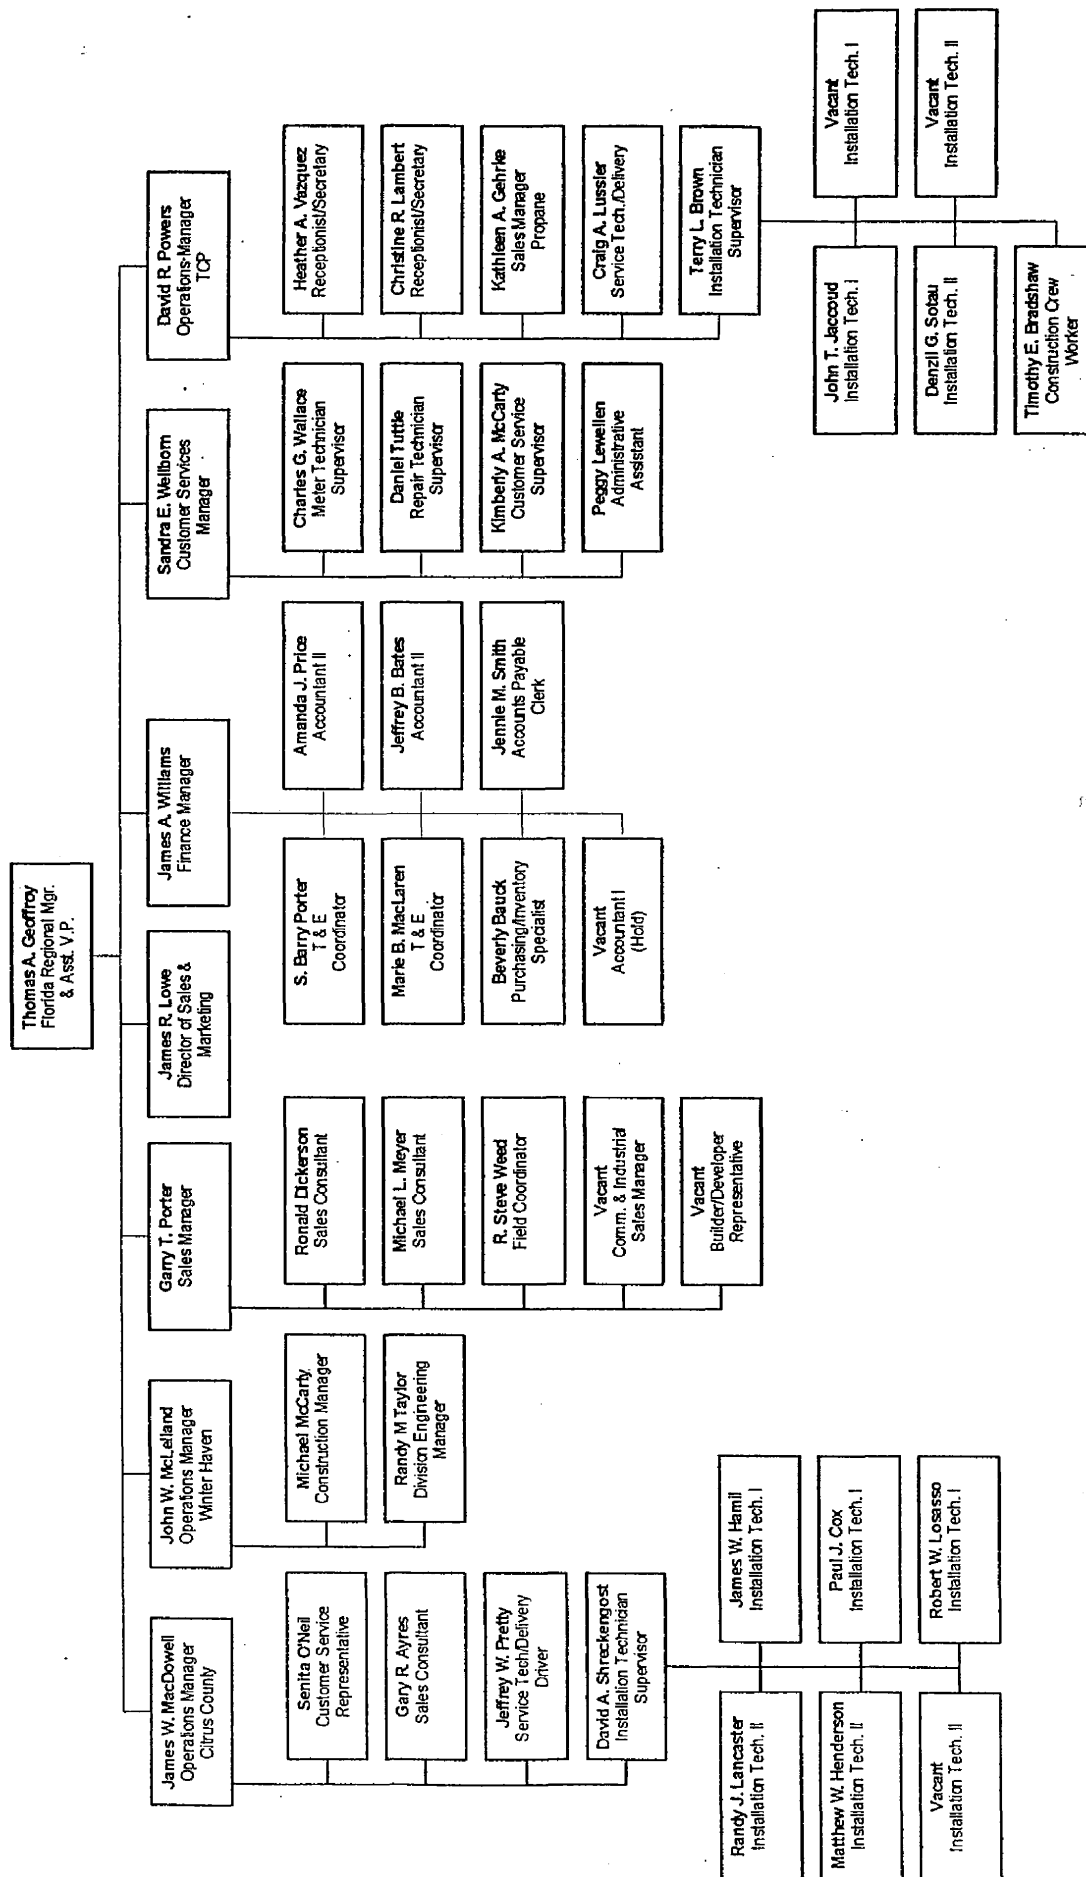 Thomas A. Geoffroy
Florida Regional Mgr.
& Asst. V.P.
James W. MacDowell
Operations Manager
Citrus County
John W. McLelland
Operations Manager
Winter Haven
Garry T. Porter
Sales Manager
James R. Lowe
Director of Sales &
Marketing
James A. Williams
Finance Manager
Sandra E. Wellborn
Customer Services
Manager
David R. Powers
Operations-Manager
TCP
Senita O'Neil
Customer Service
Representative
Gary R. Ayres
Sales Consultant
Jeffrey W. Pretty
Service Tech/Delivery
Driver
David A. Shreckengost
Installation Technician
Supervisor
Randy J. Lancaster
Installation Tech. II
James W. Hamil
Installation Tech. I
Matthew W. Henderson
Installation Tech. II
Paul J. Cox
Installation Tech. I
Vacant
Installation Tech. II
Robert W. Losasso
Installation Tech. I
Michael McCarty.
Construction Manager
Randy M Taylor
Division Engineering
Manager
Ronald Dickerson
Sales Consultant
Michael L. Meyer
Sales Consultant
R. Steve Weed
Field Coordinator
Vacant
Comm. & Industrial
Sales Manager
Vacant
Builder/Developer
Representative
S. Barry Porter
T & E
Coordinator
Amanda J. Price
Accountant II
Marie B. MacLaren
T & E
Coordinator
Jeffrey B. Bates
Accountant II
Beverly Bauck
Purchasing/Inventory
Specialist
Jennie M. Smith
Accounts Payable
Clerk
Vacant
Accountant I
(Hold)
Charles G. Wallace
Meter Technician
Supervisor
Daniel Tuttle
Repair Technician
Supervisor
Kimberly A. McCarty
Customer Service
Supervisor
Peggy Lewellen
Administrative
Assistant
Heather A. Vazquez
Receptionist/Secretary
Christine R. Lambert
Receptionist/Secretary
Kathleen A. Gehrke
Sales Manager
Propane
Craig A. Lussier
Service Tech./Delivery
Terry L. Brown
Installation Technician
Supervisor
John T. Jaccoud
Installation Tech. I
Vacant
Installation Tech. I
Denzil G. Sotau
Installation Tech. II
Vacant
Installation Tech. II
Timothy E. Bradshaw
Construction Crew
Worker